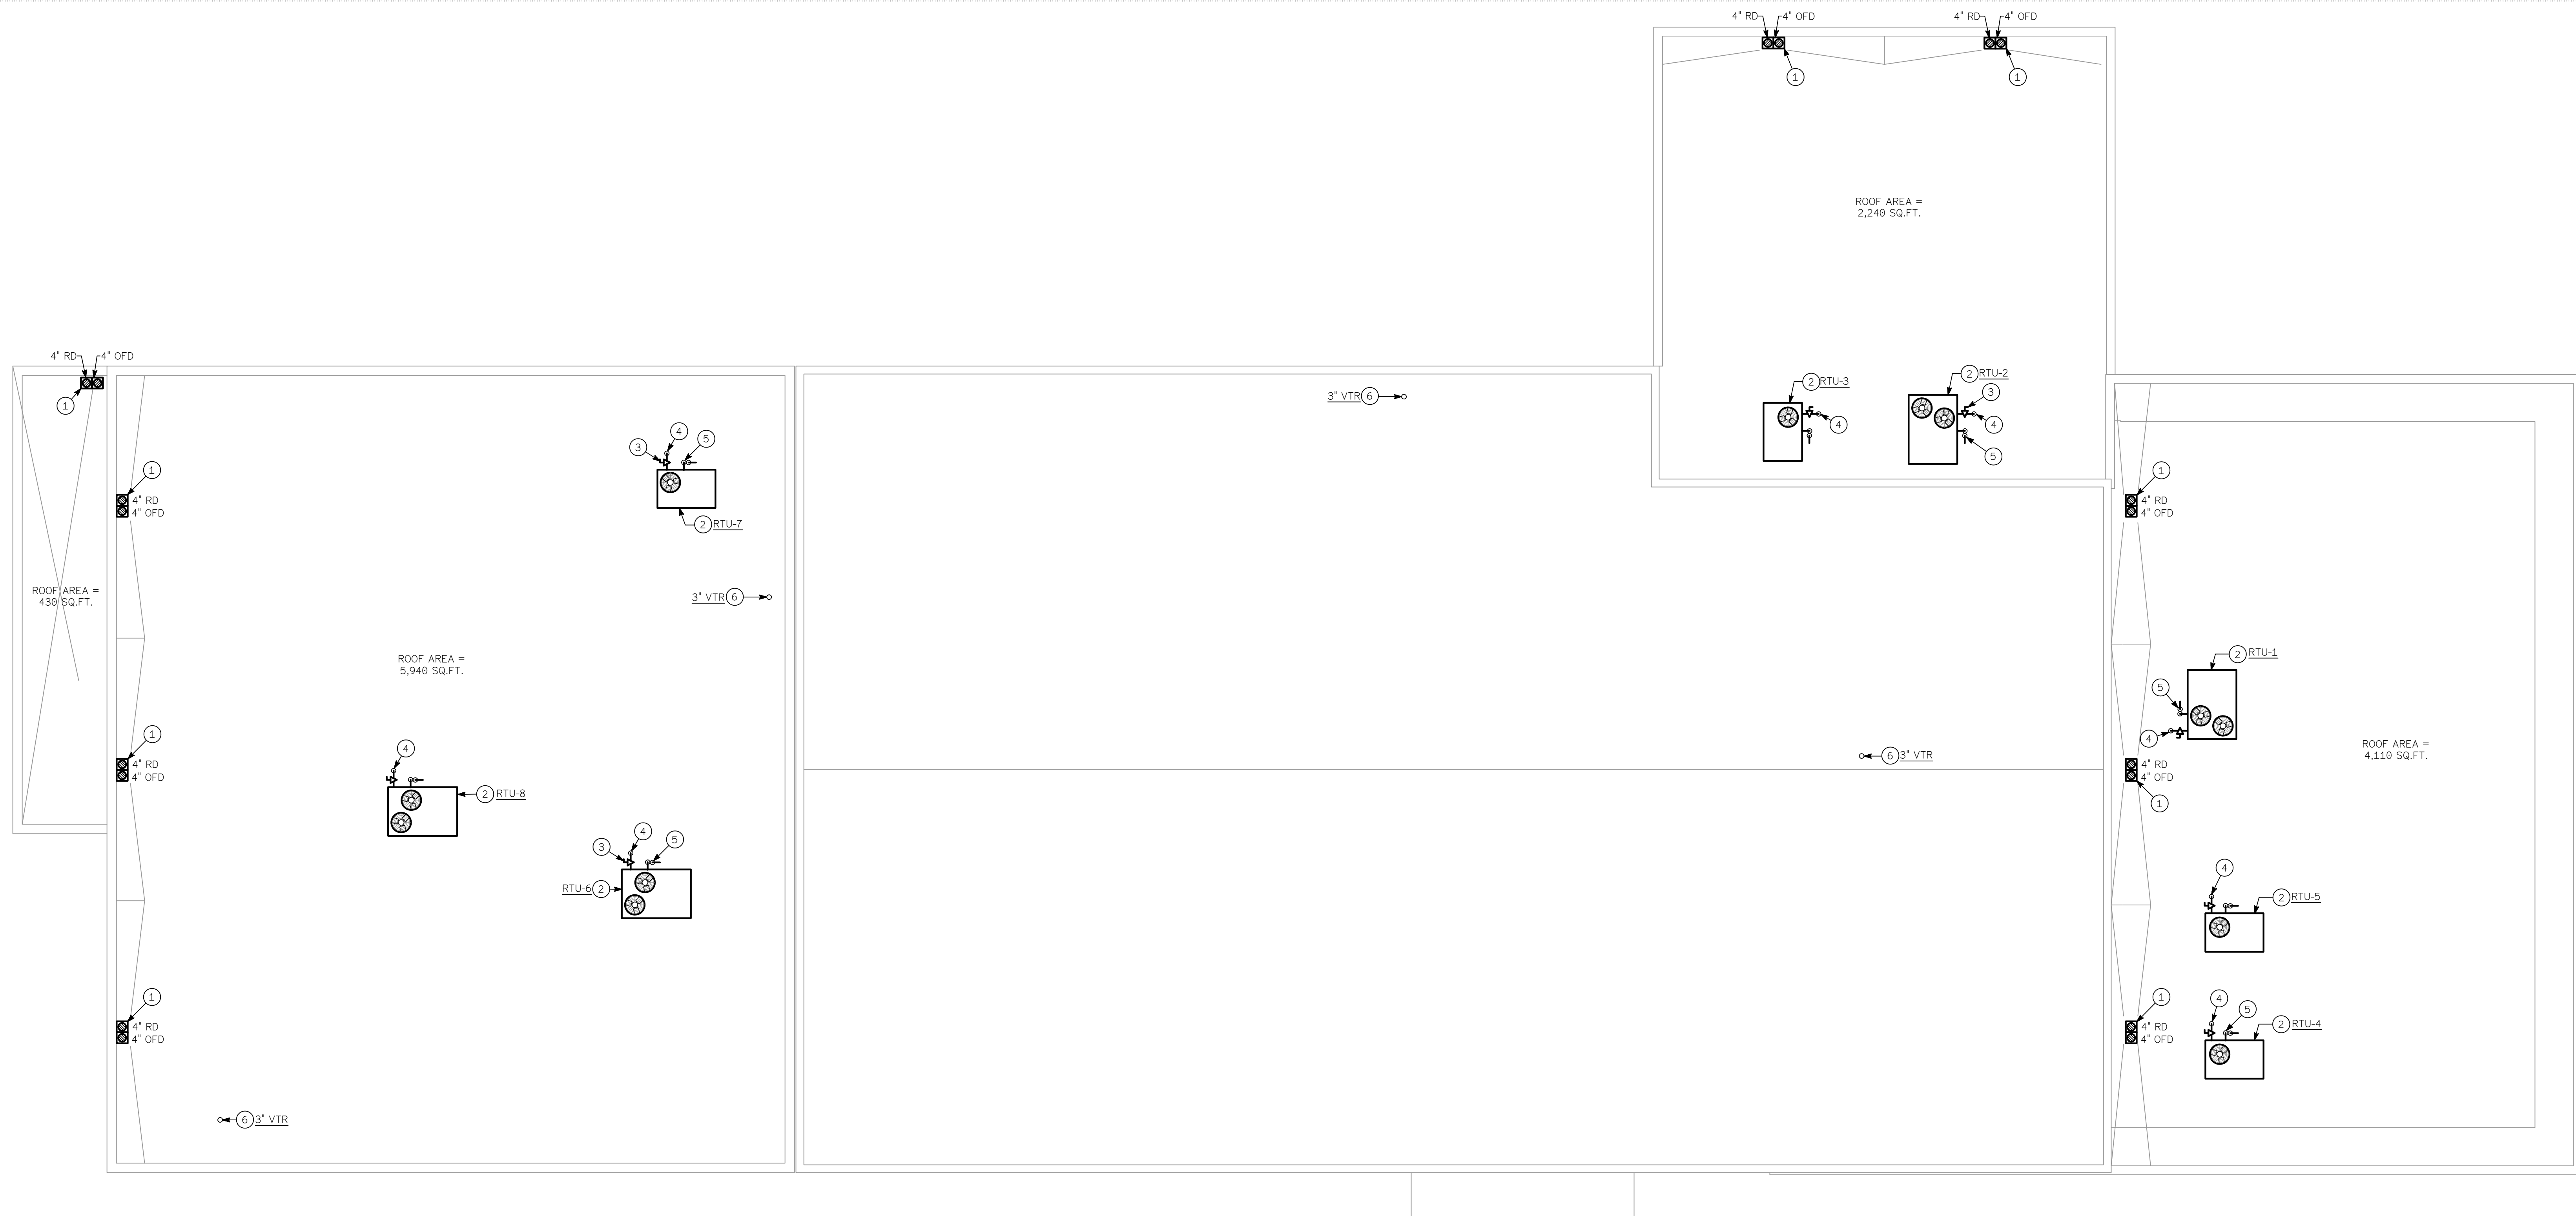 4" RD
4" OFD
4" RD
4" OFD
1
1
ROOF AREA =
2,240 SQ.FT.
4" RD
4" OFD
1
3" VTR 6
2 RTU-3
4
2 RTU-2
3
4
5
3
4
5
2 RTU-7
1
4" RD
4" OFD
1
4" RD
4" OFD
ROOF AREA =
430 SQ.FT.
3" VTR 6
ROOF AREA =
5,940 SQ.FT.
2 RTU-1
5
4
ROOF AREA =
4,110 SQ.FT.
1
4" RD
4" OFD
4
2 RTU-8
6 3" VTR
4" RD
4" OFD
1
3
4
5
RTU-6 2
4
2 RTU-5
1
4" RD
4" OFD
1
4" RD
4" OFD
4
5
2 RTU-4
6 3" VTR